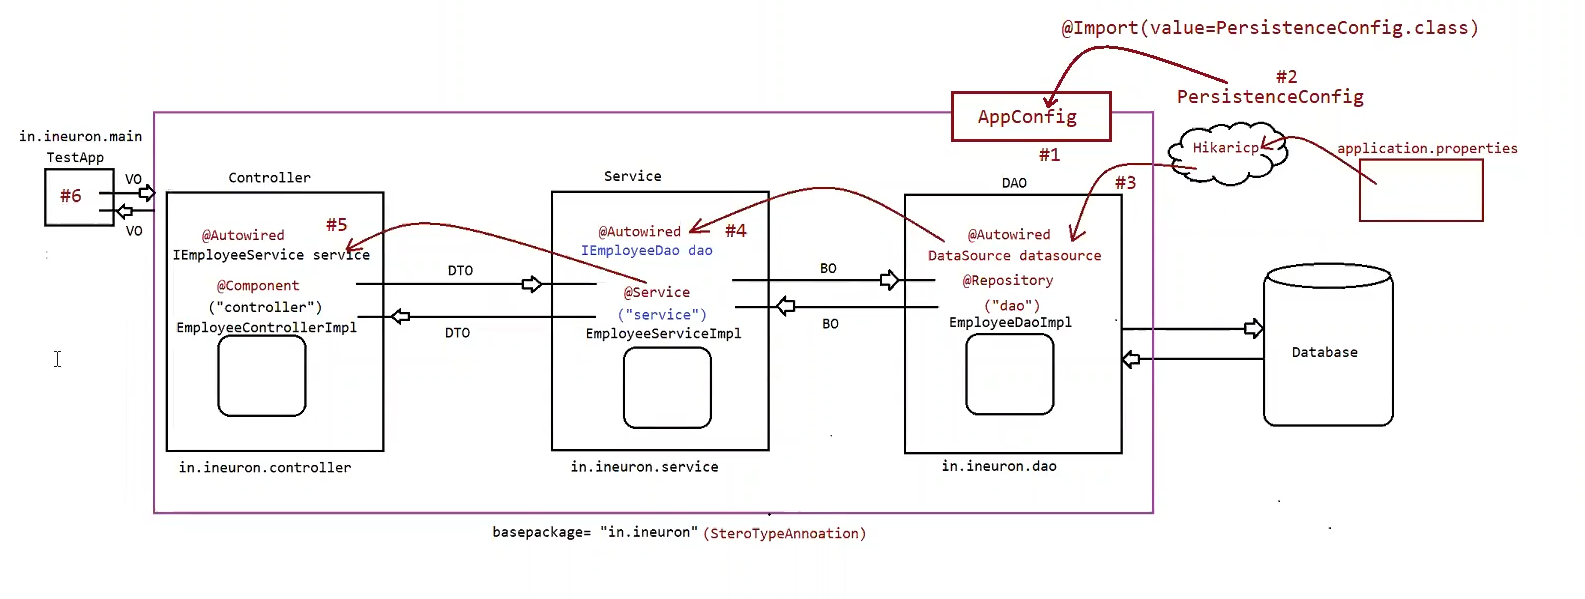 @Import(value=PersistenceConfig.class)
#2
PersistenceConfig
AppConfig
#1
Hikaricp
application.properties
in.ineuron.main
TestApp
#6
VO
VO
Controller
#5
@Autowired
IEmployeeService service
@Component
("controller")
EmployeeControllerImpl
in.ineuron.controller
DTO
DTO
Service
@Autowired
#4
IEmployeeDao dao
@Service
("service")
EmployeeServiceImpl
in.ineuron.service
BO
BO
DAO
#3
@Autowired
DataSource datasource
@Repository
("dao")
EmployeeDaoImpl
in.ineuron.dao
Database
basepackage= "in.ineuron" (SteroTypeAnnoation)